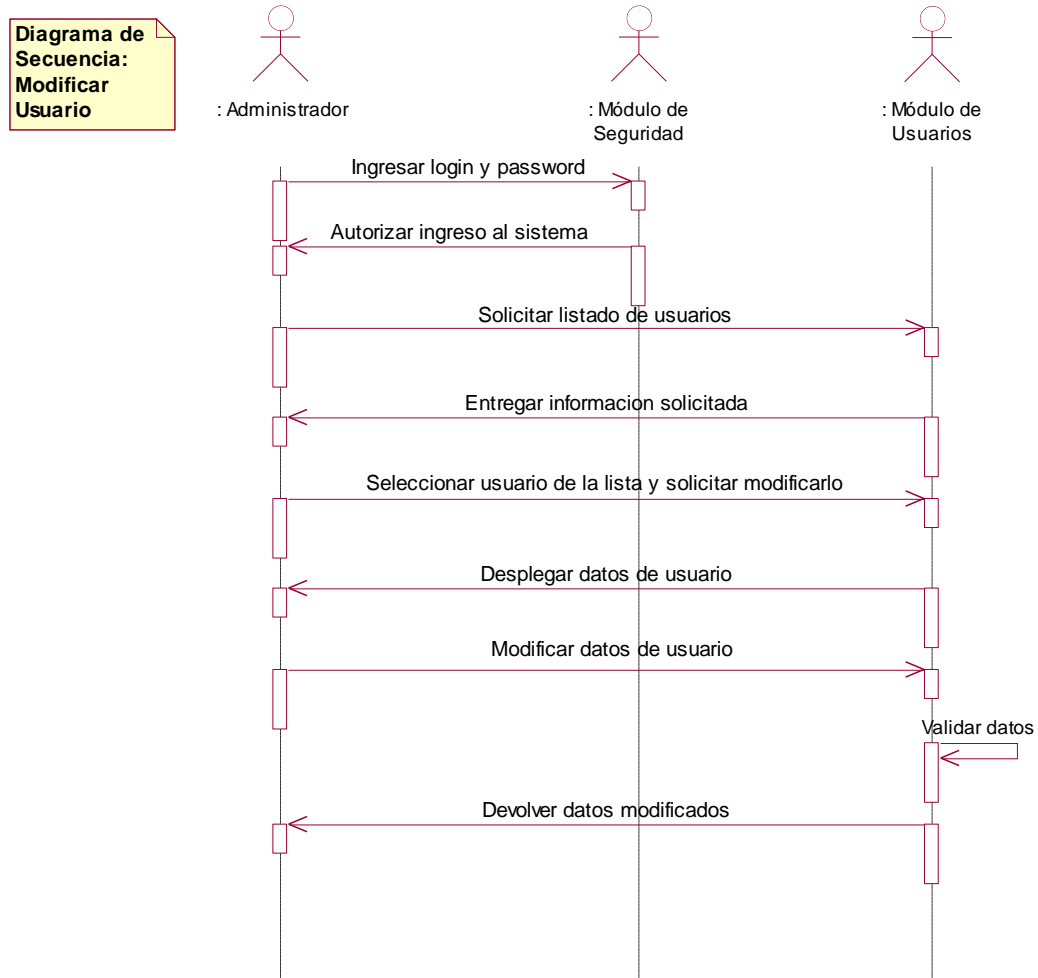 Diagrama de
Secuencia:
Modificar
Usuario
: Administrador
: Módulo de
Seguridad
: Módulo de
Usuarios
Ingresar login y password
Autorizar ingreso al sistema
Solicitar listado de usuarios
Entregar informacion solicitada
Seleccionar usuario de la lista y solicitar modificarlo
Desplegar datos de usuario
Modificar datos de usuario
Validar datos
Devolver datos modificados